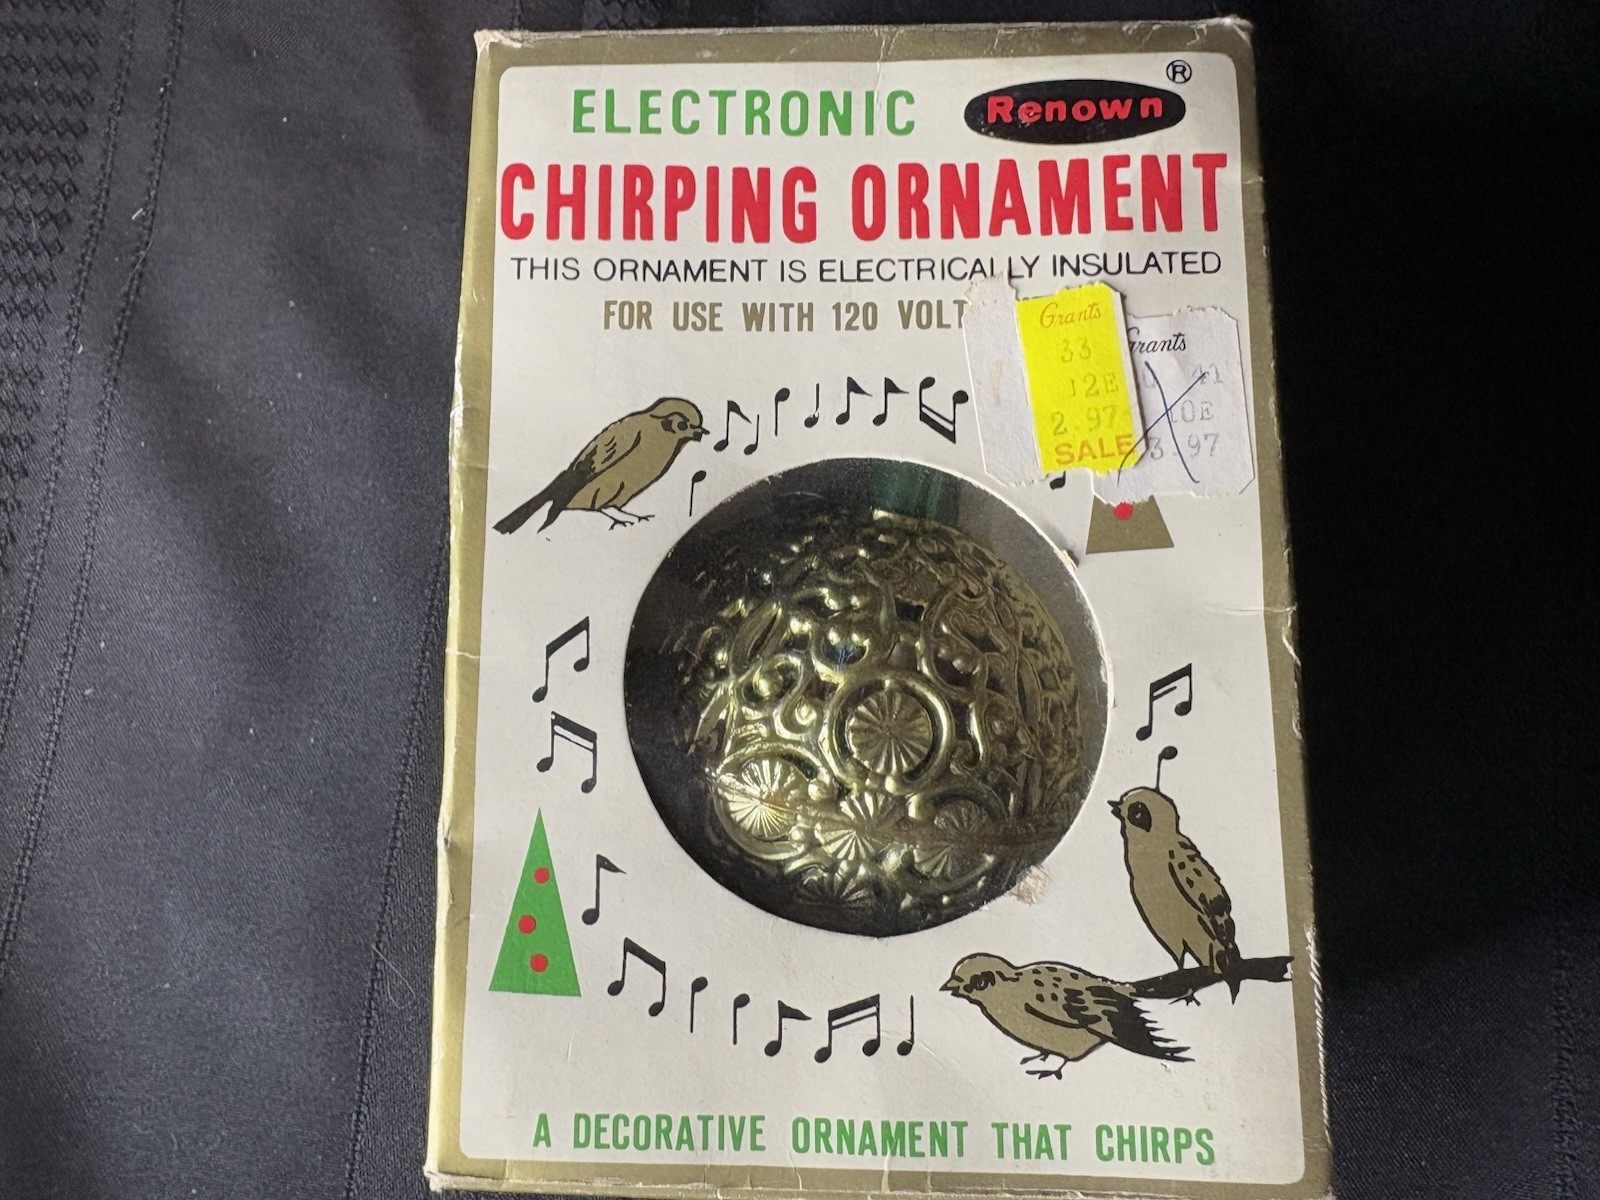 ELECTRONIC Renown®
CHIRPING ORNAMENT
THIS ORNAMENT IS ELECTRICALLY INSULATED
FOR USE WITH 120 VOLT
Grants
33
12E
2.97
SALE
Grants
41
10E
3.97
A DECORATIVE ORNAMENT THAT CHIRPS